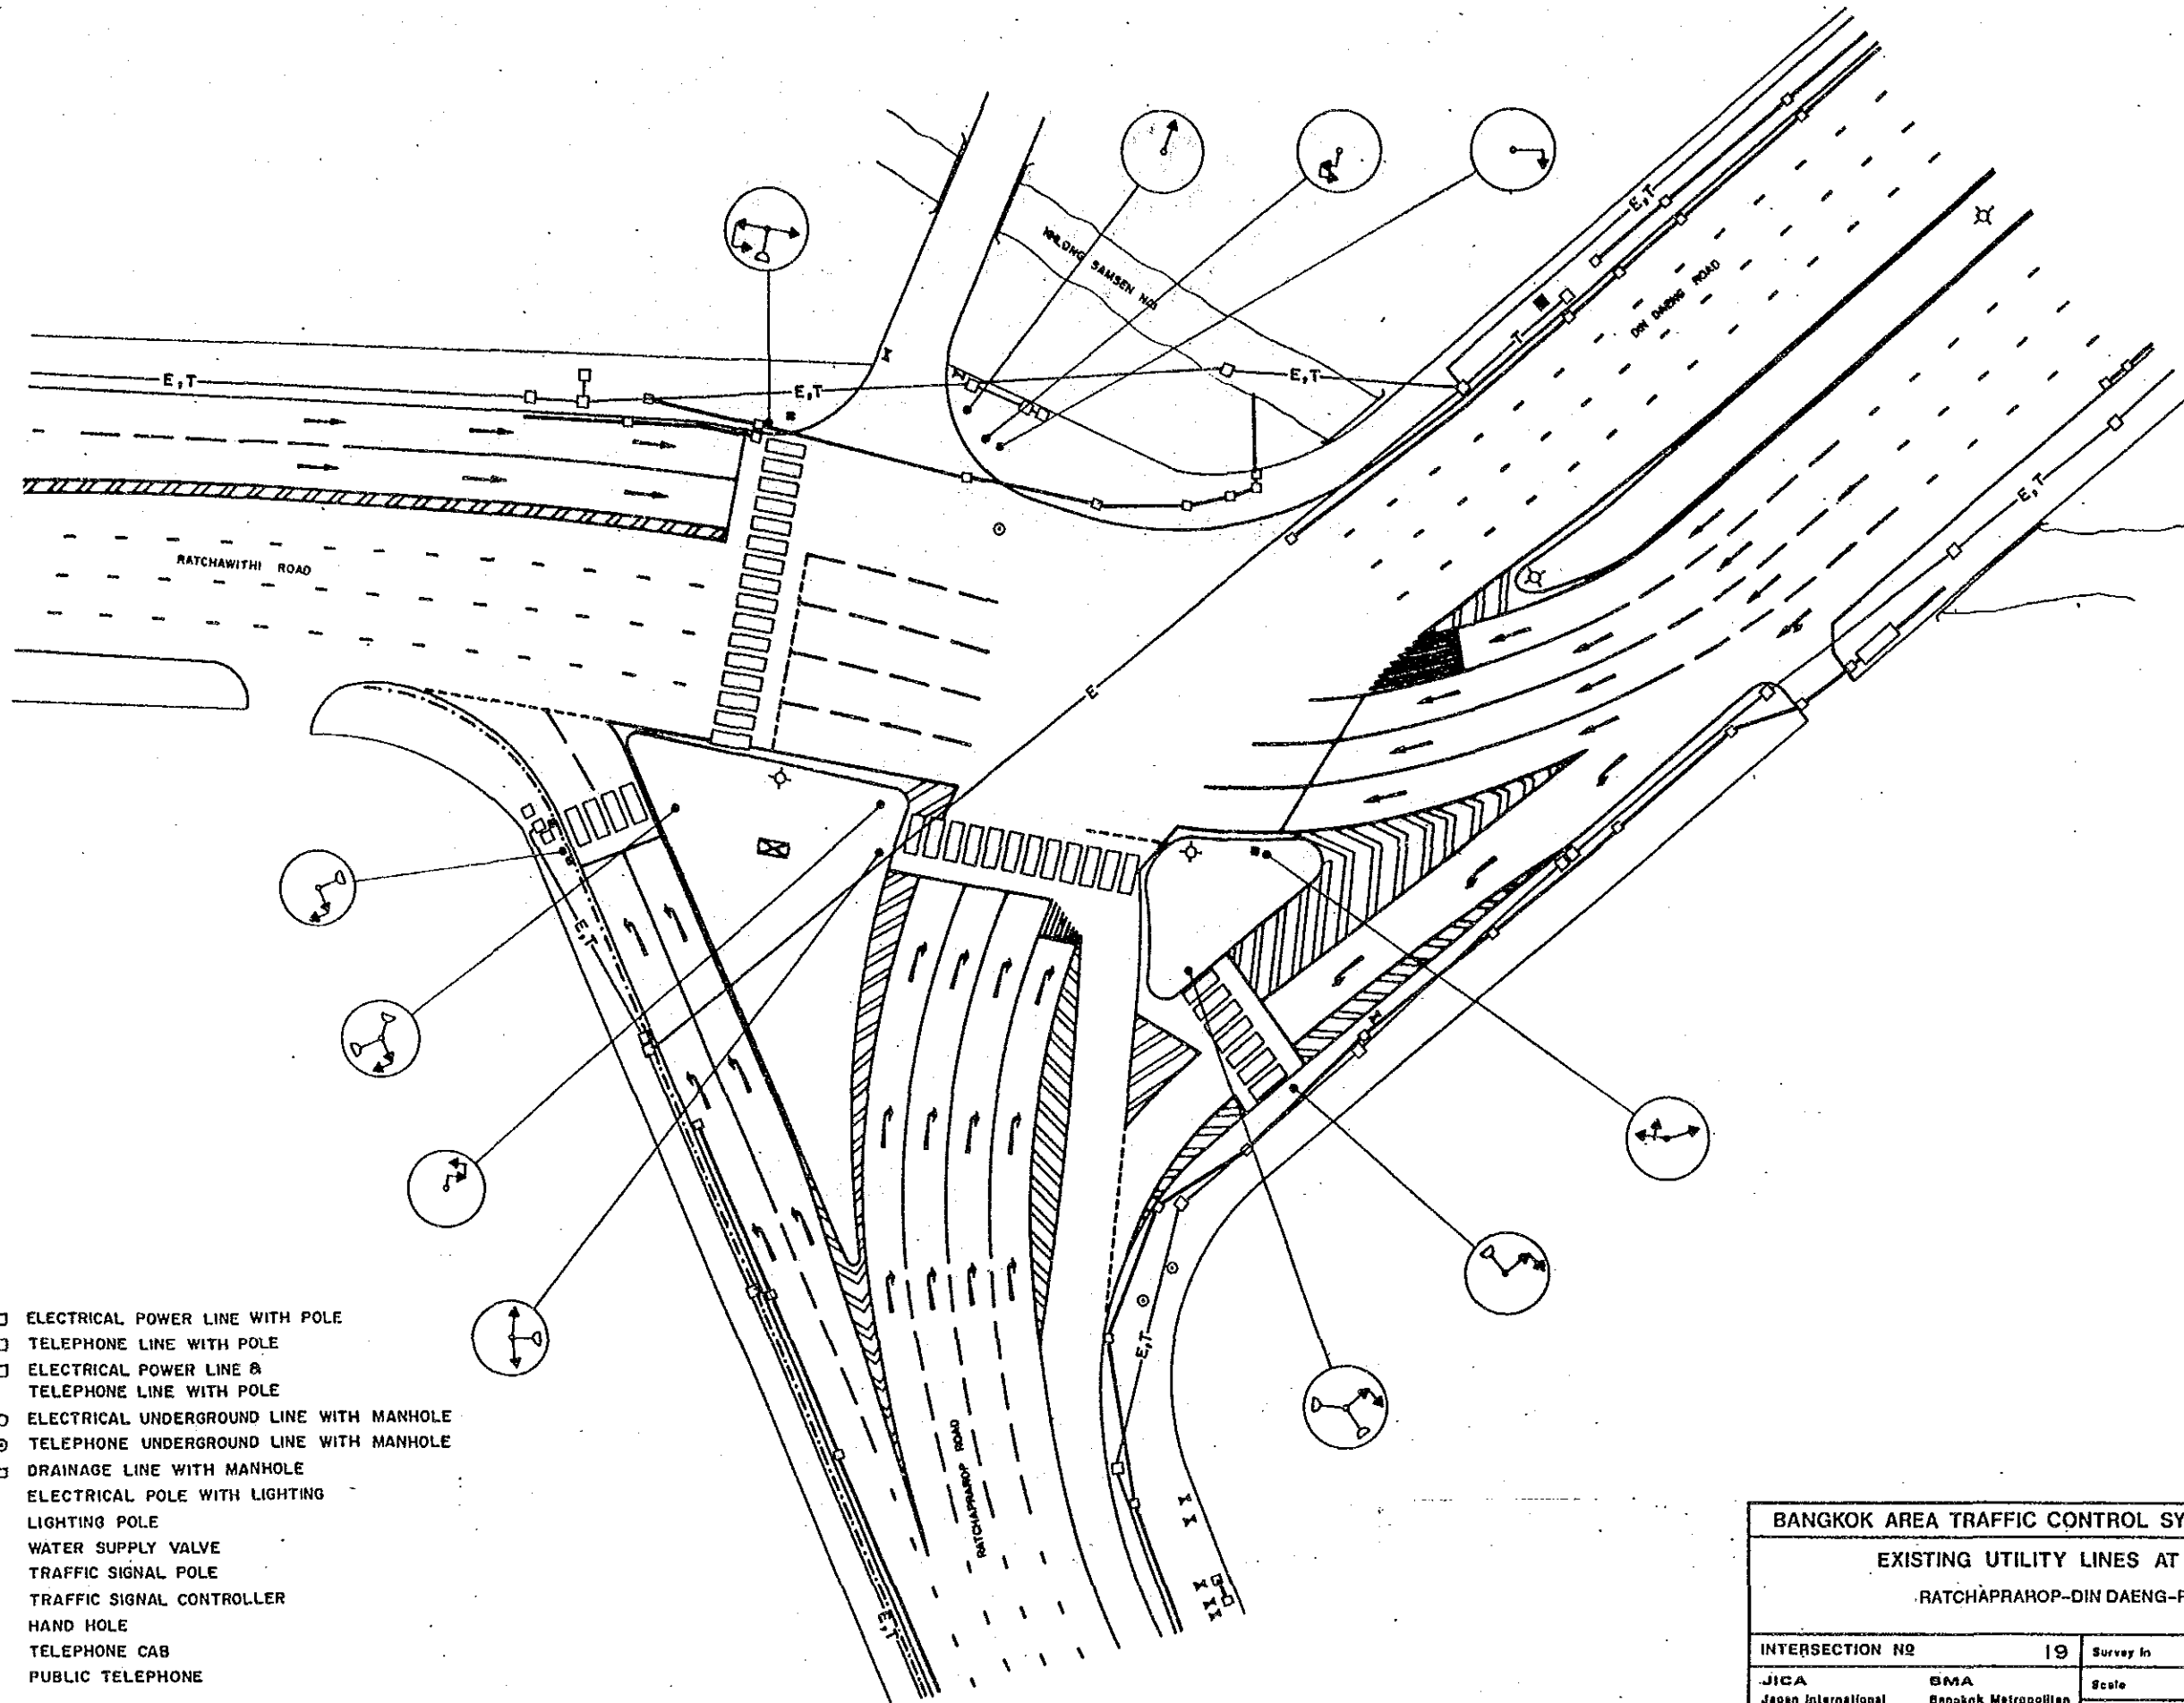 KHLONG SAMSEN NAI
E,T
DIN DAENG ROAD
T
E,T
E,T
E,T
E,T
RATCHAWITHI ROAD
E
E,T
E,T
RATCHAPRAROP ROAD
E,T
ELECTRICAL POWER LINE WITH POLE
TELEPHONE LINE WITH POLE
ELECTRICAL POWER LINE &
TELEPHONE LINE WITH POLE
ELECTRICAL UNDERGROUND LINE WITH MANHOLE
TELEPHONE UNDERGROUND LINE WITH MANHOLE
DRAINAGE LINE WITH MANHOLE
ELECTRICAL POLE WITH LIGHTING
LIGHTING POLE
WATER SUPPLY VALVE
TRAFFIC SIGNAL POLE
TRAFFIC SIGNAL CONTROLLER
HAND HOLE
TELEPHONE CAB
PUBLIC TELEPHONE
BANGKOK AREA TRAFFIC CONTROL SY
EXISTING UTILITY LINES AT
RATCHAPRAROP-DIN DAENG-
INTERSECTION Nº 19 Survey in
JICA BMA Scale
Japan International Bangkok Metropolitan